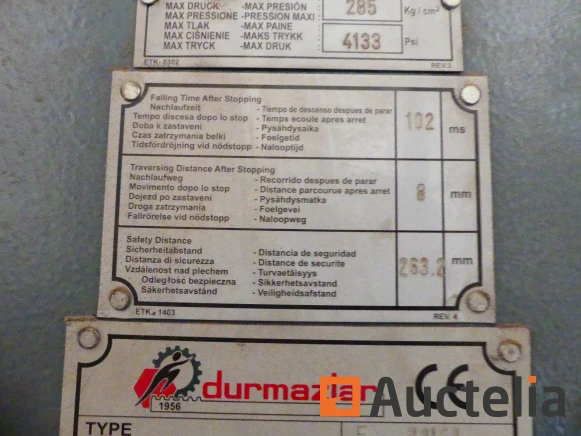 MAX DRUCK -MAX PRESIÓN 285 Kg / cm²
MAX PRESSIONE -PRESSION MAXI :
MAX TLAK -MAX PAINE :
MAX CIŚNIENIE -MAKS TRYKK : 4133 Psi
MAX TRYCK -MAX DRUK :
ETK- 0302 REV.3
Falling Time After Stopping
Nachlaufzeit - Tiempo de descenso despues de parar
Tempo discesa dopo lo stop - Temps ecoule apres arret 192 ms
Doba k zastavení - Pysähdysaika
Czas zatrzymania belki - Foelgetid
Tidsfördröjning vid nödstopp - Nalooptijd
Traversing Distance After Stopping
Nachlaufweg - Recorrido despues de parar
Movimento dopo lo stop - Distance parcourue apres arret 8 mm
Dojezd po zastavení - Pysähdysmatka
Droga zatrzymania - Foelgevei
Fallrörelse vid nödstopp - Naloopweg
Safety Distance
Sicherheitabstand - Distancia de seguridad
Distanza di sicurezza - Distance de securite 263.2 mm
Vzdálenost nad plechem - Turvaetäisyys
Odległość bezpieczna - Sikkerhetsavstand
Säkerhetsavstand - Veiligheidsafstand
ETK- 1403 REV. 4
durmazlar CE
1956
Auctelia
TYPE